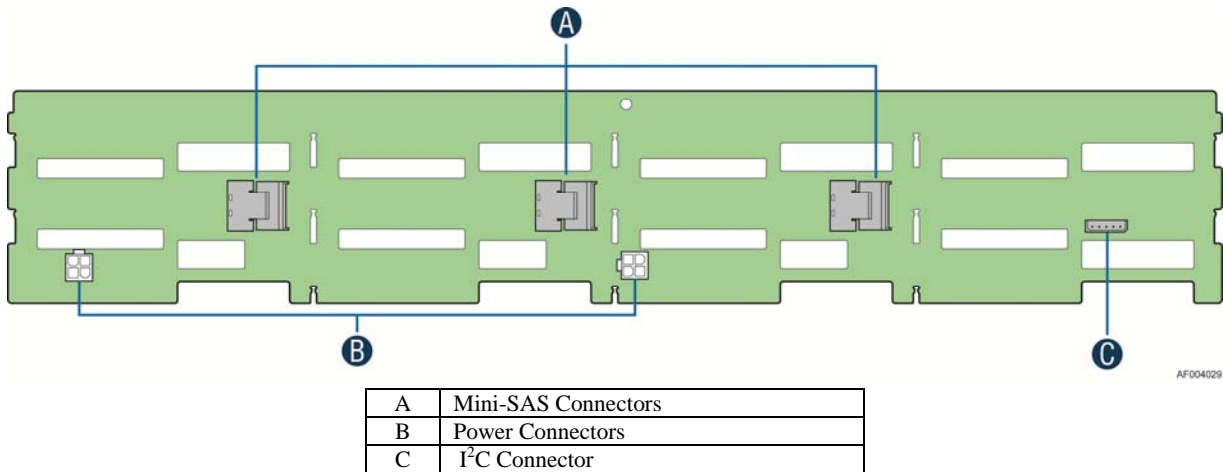 A
B
C
AF004029
A Mini-SAS Connectors
B Power Connectors
C I²C Connector